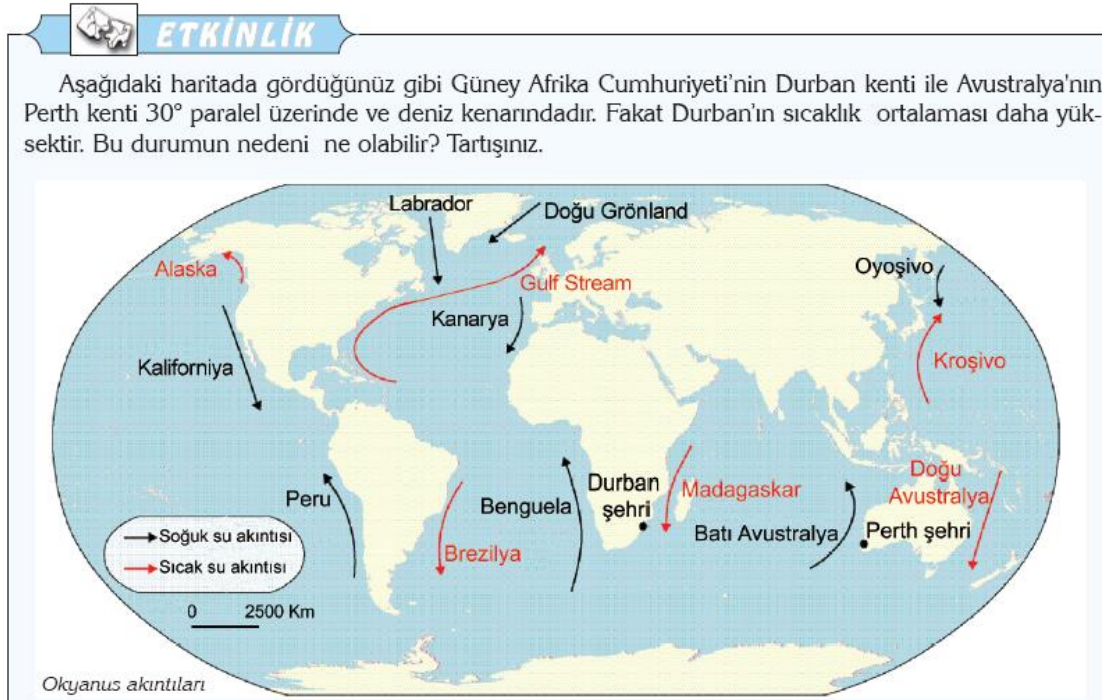 ETKİNLİK
Aşağıdaki haritada gördüğünüz gibi Güney Afrika Cumhuriyeti’nin Durban kenti ile Avustralya’nın
Perth kenti 30° paralel üzerinde ve deniz kenarındadır. Fakat Durban’ın sıcaklık ortalaması daha yük-
sektir. Bu durumun nedeni ne olabilir? Tartışınız.
Labrador
Doğu Grönland
Alaska
Gulf Stream
Oyoşivo
Kanarya
Kaliforniya
Kroşivo
Peru
Benguela
Durban
şehri
Madagaskar
Doğu
Avustralya
Batı Avustralya
Perth şehri
Brezilya
Soğuk su akıntısı
Sıcak su akıntısı
0 2500 Km
Okyanus akıntıları